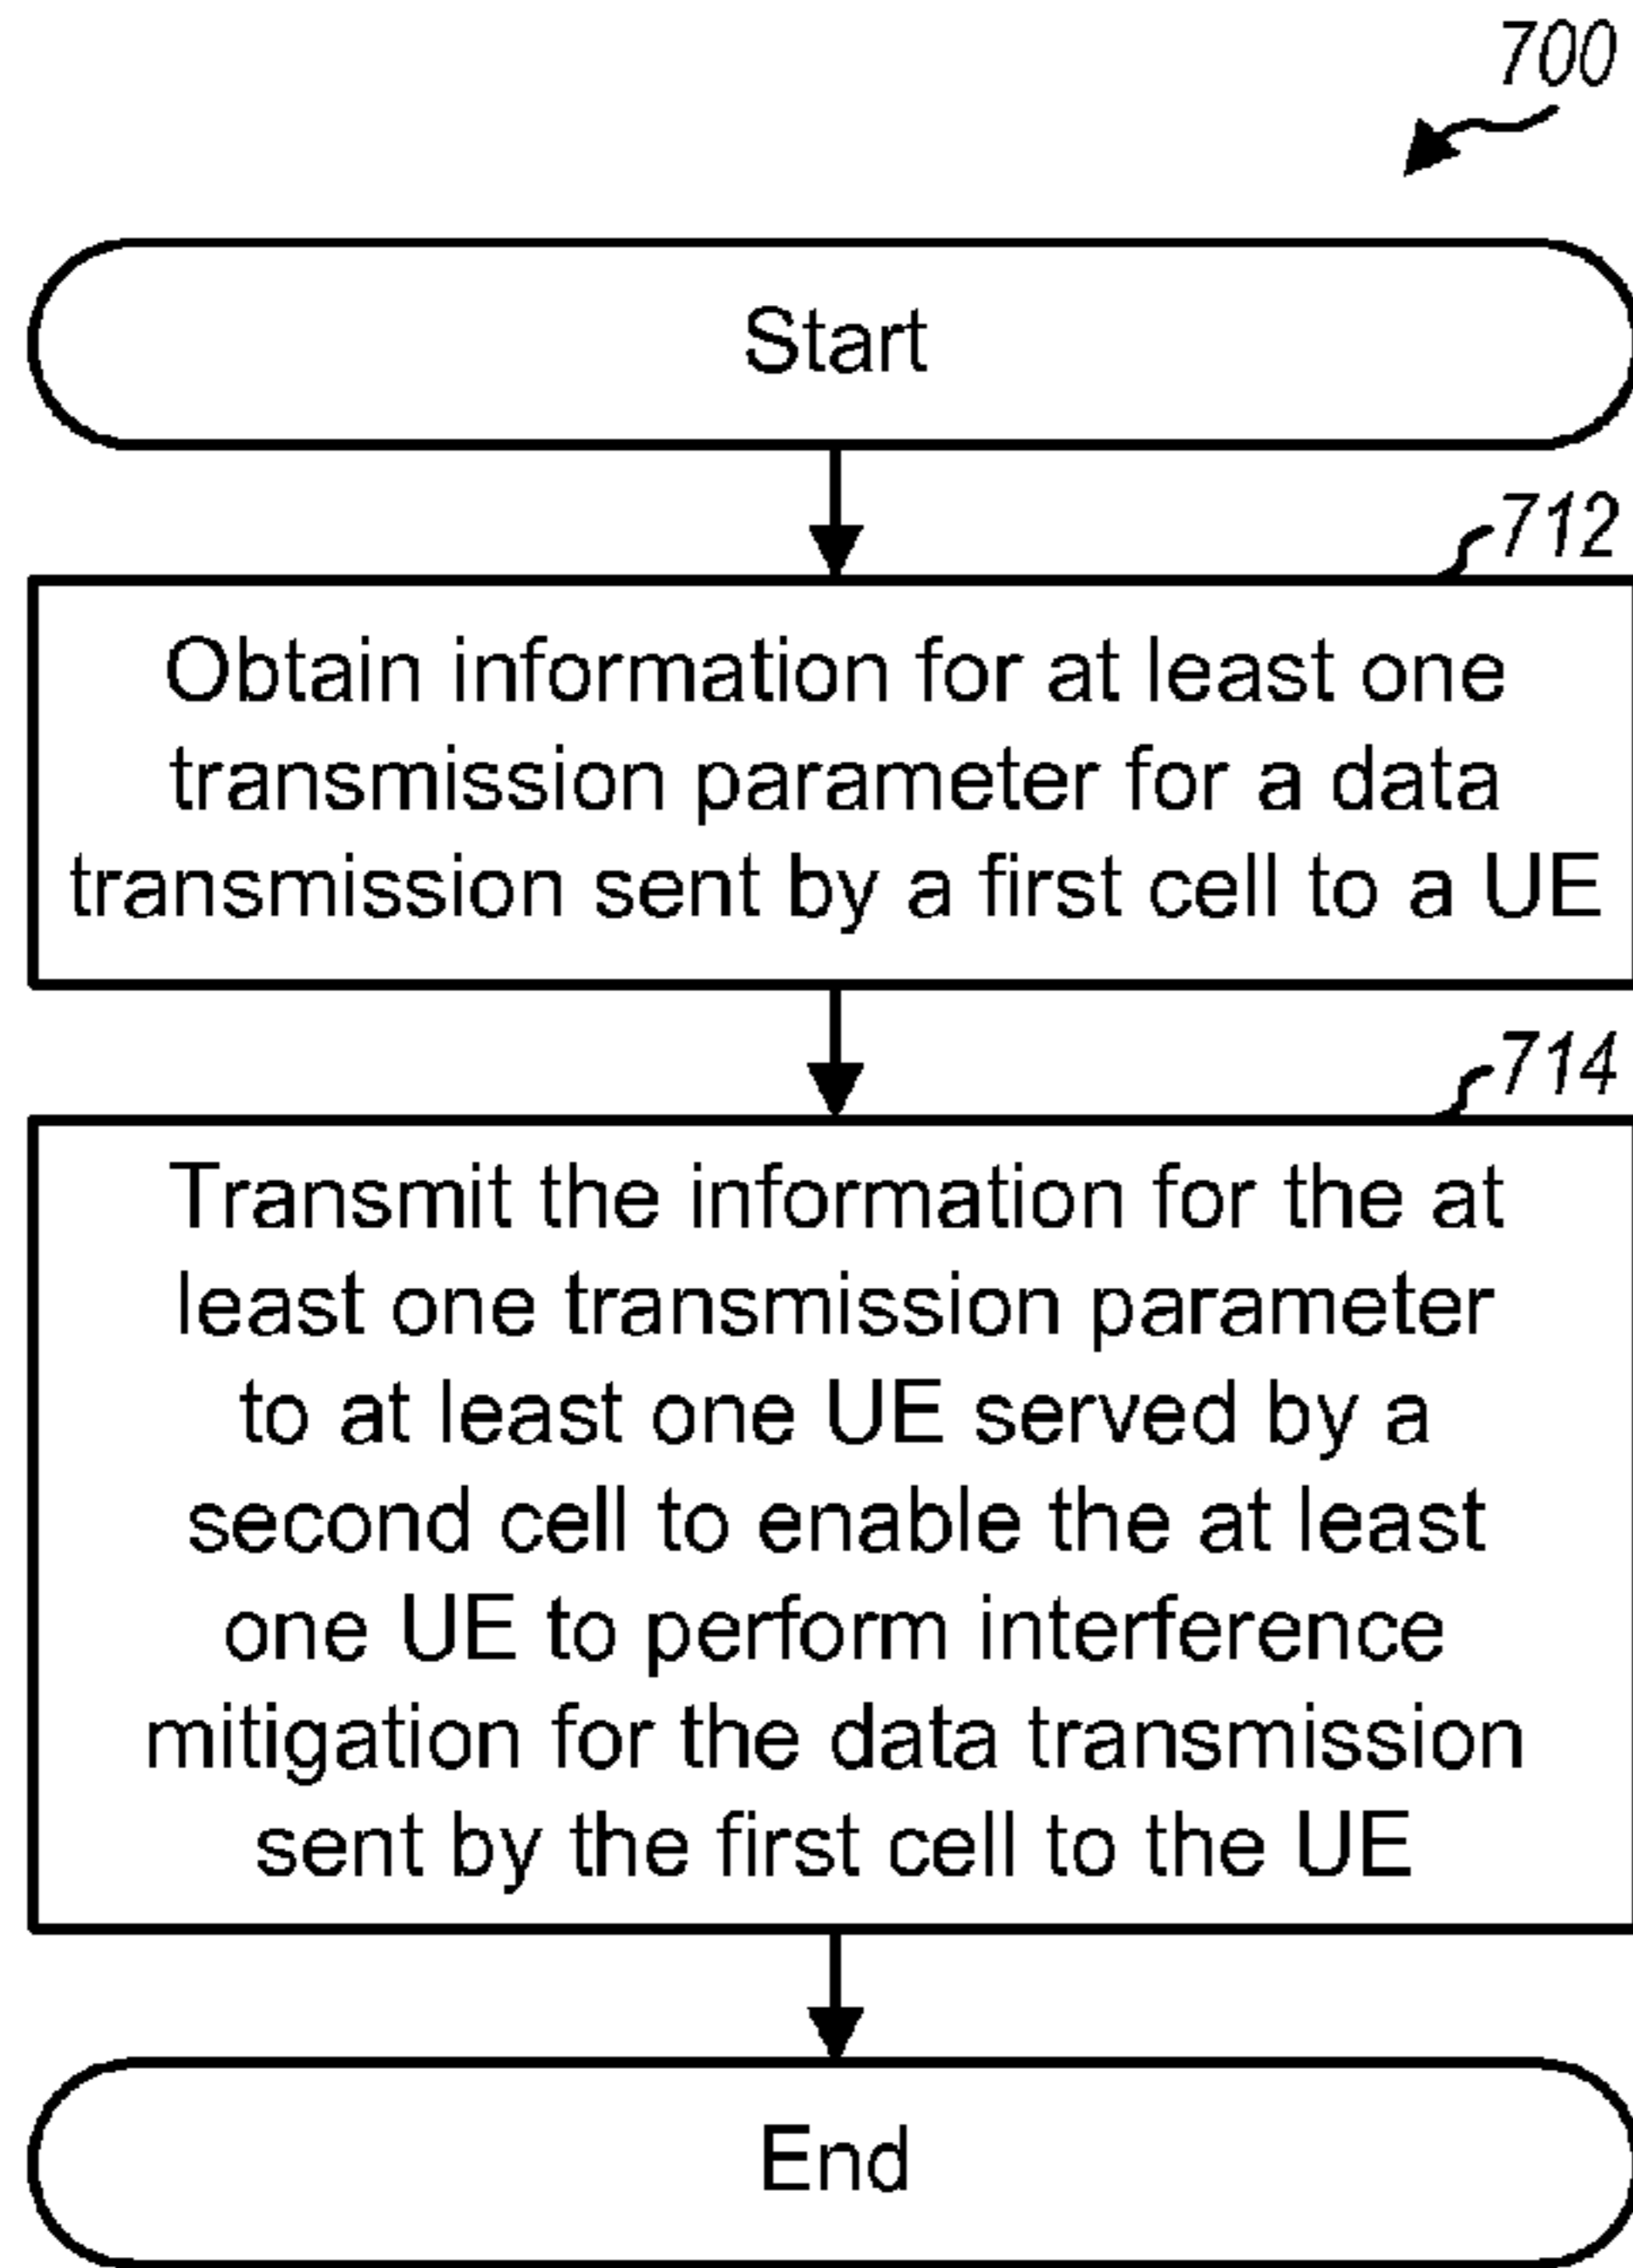 700
Start
712
Obtain information for at least one
transmission parameter for a data
transmission sent by a first cell to a UE
714
Transmit the information for the at
least one transmission parameter
to at least one UE served by a
second cell to enable the at least
one UE to perform interference
mitigation for the data transmission
sent by the first cell to the UE
End